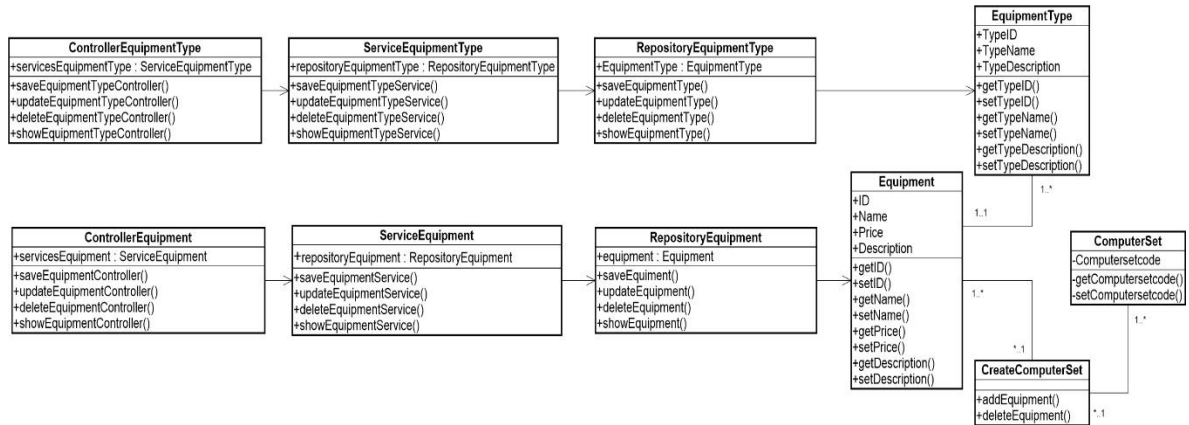 ControllerEquipmentType
+servicesEquipmentType : ServiceEquipmentType
+saveEquipmentTypeController()
+updateEquipmentTypeController()
+deleteEquipmentTypeController()
+showEquipmentTypeController()
ServiceEquipmentType
+repositoryEquipmentType : RepositoryEquipmentType
+saveEquipmentTypeService()
+updateEquipmentTypeService()
+deleteEquipmentTypeService()
+showEquipmentTypeService()
RepositoryEquipmentType
+EquipmentType : EquipmentType
+saveEquipmentType()
+updateEquipmentType()
+deleteEquipmentType()
+showEquipmentType()
EquipmentType
+TypeID
+TypeName
+TypeDescription
+getTypeID()
+setTypeID()
+getTypeName()
+setTypeName()
+getTypeDescription()
+setTypeDescription()
1..*
1..1
ControllerEquipment
+servicesEquipment : ServiceEquipment
+saveEquipmentController()
+updateEquipmentController()
+deleteEquipmentController()
+showEquipmentController()
ServiceEquipment
+repositoryEquipment : RepositoryEquipment
+saveEquipmentService()
+updateEquipmentService()
+deleteEquipmentService()
+showEquipmentService()
RepositoryEquipment
+equipment : Equipment
+saveEquiment()
+updateEquipment()
+deleteEquipment()
+showEquipment()
Equipment
+ID
+Name
+Price
+Description
+getID()
+setID()
+getName()
+setName()
+getPrice()
+setPrice()
+getDescription()
+setDescription()
1..*
*..1
ComputerSet
-Computersetcode
-getComputersetcode()
-setComputersetcode()
1..*
CreateComputerSet
+addEquipment()
+deleteEquipment()
*..1